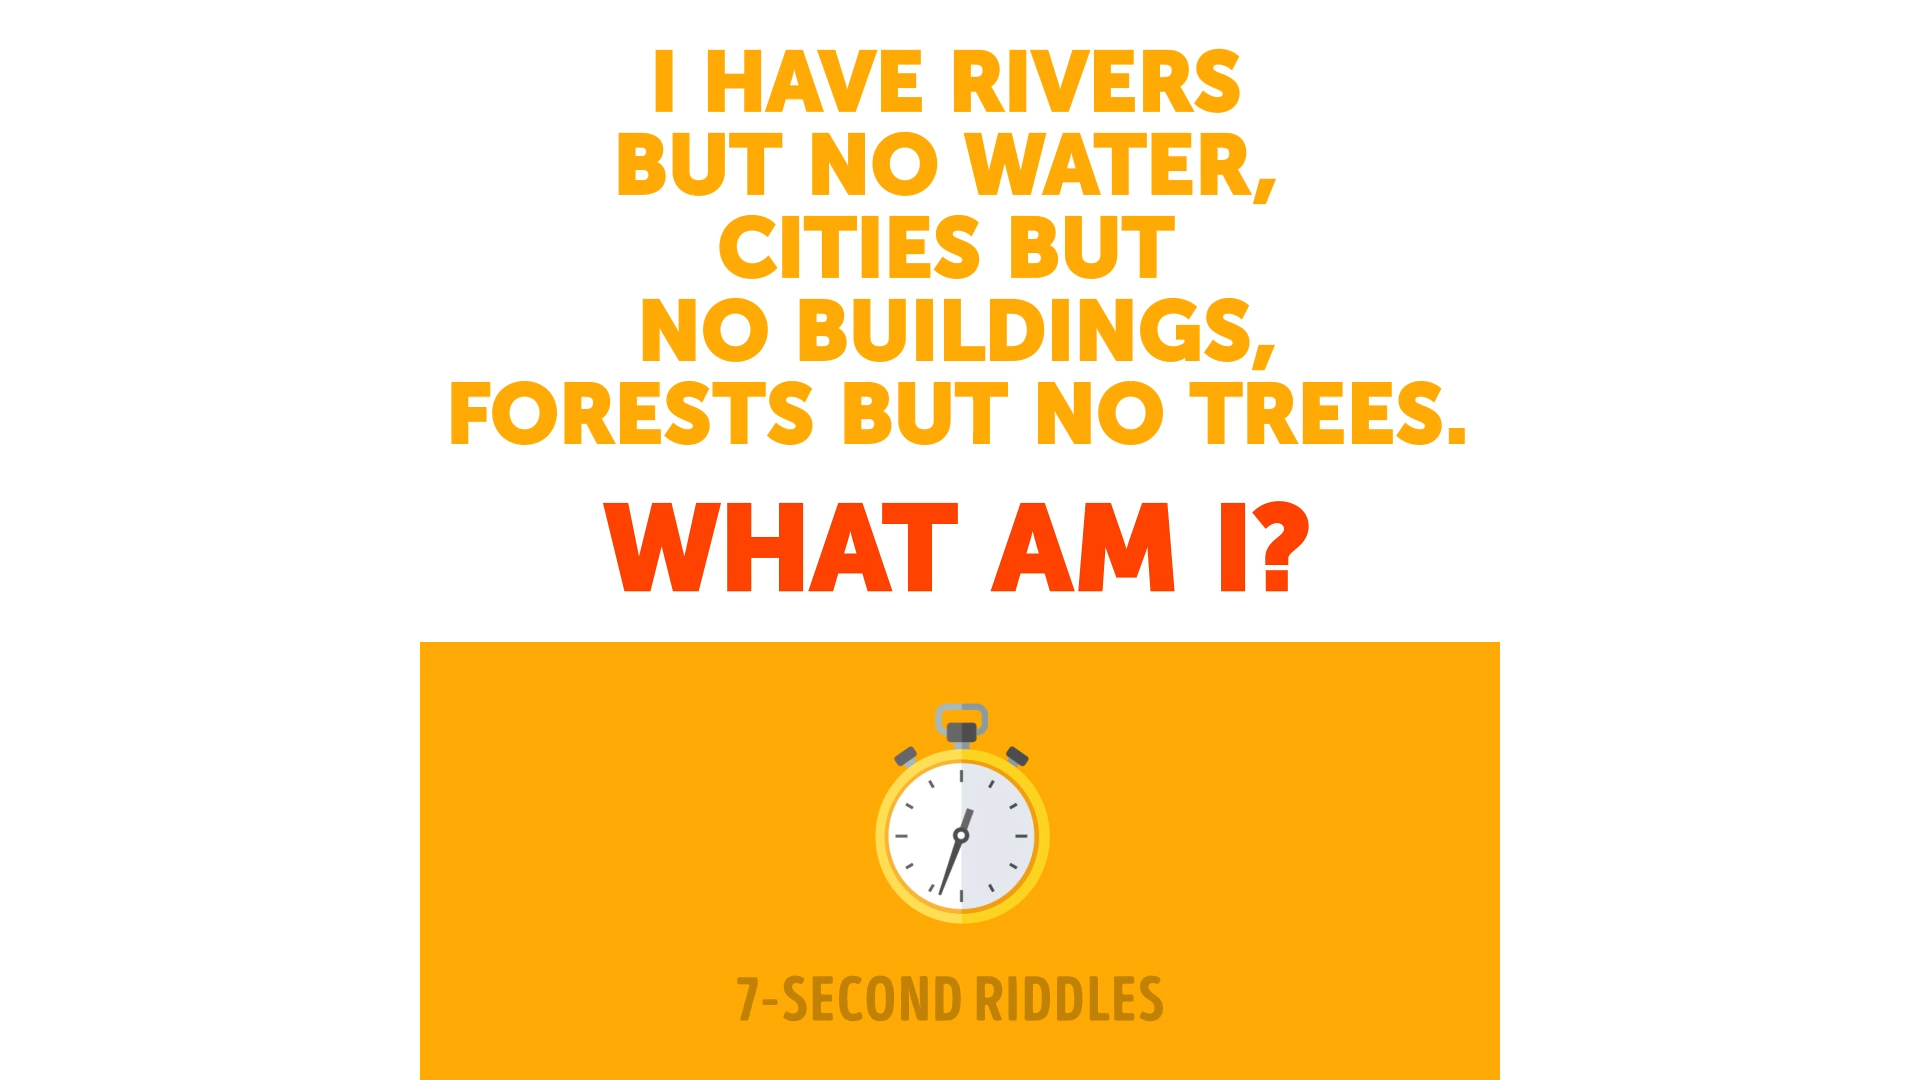 I HAVE RIVERS
BUT NO WATER,
CITIES BUT
NO BUILDINGS,
FORESTS BUT NO TREES.
WHAT AM I?
7-SECOND RIDDLES